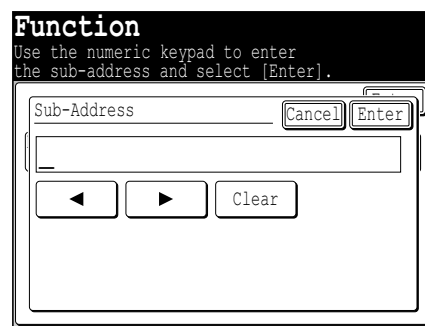 Function
Use the numeric keypad to enter
the sub-address and select [Enter].
Sub-Address
Cancel
Enter
Clear